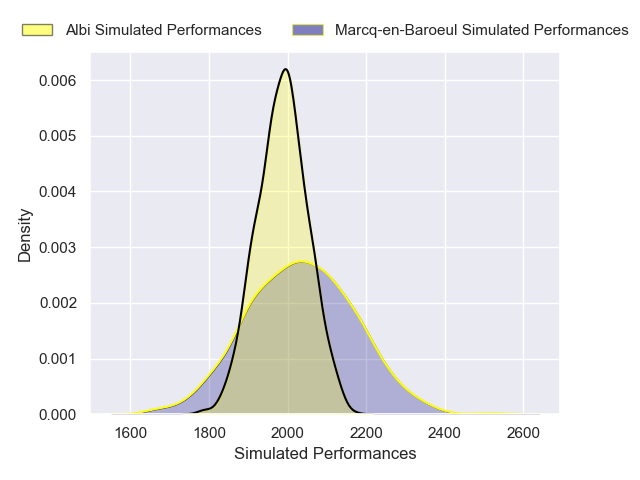 Albi Simulated Performances
Marcq-en-Baroeul Simulated Performances
0.006
0.005
0.004
0.003
0.002
0.001
0.000
Density
1600 1800 2000 2200 2400 2600
Simulated Performances